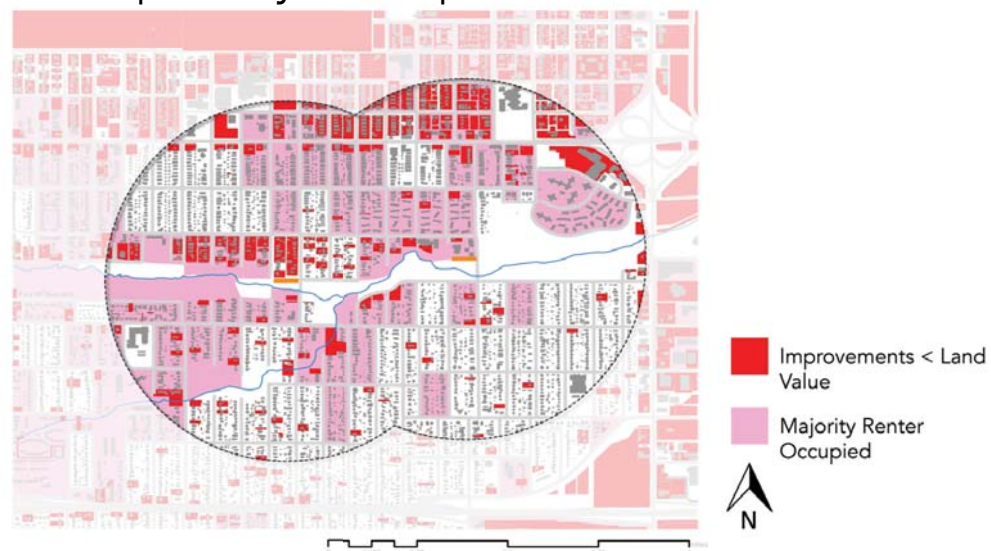 Improvements < Land
Value
Majority Renter
Occupied
N